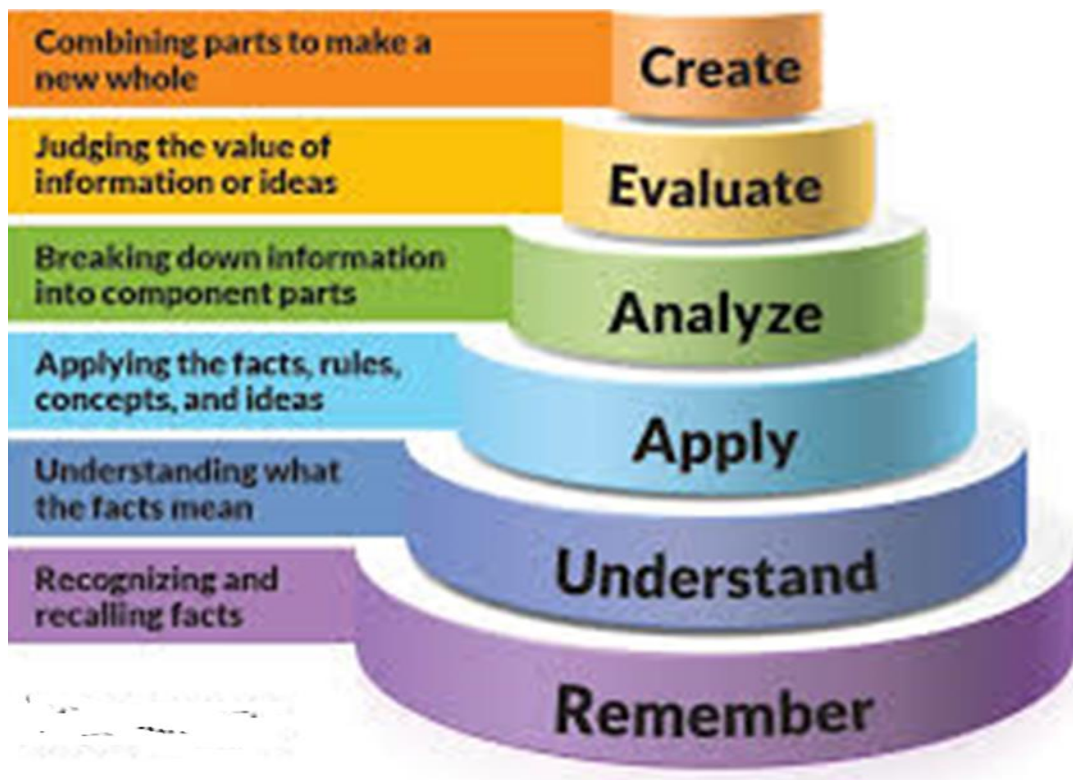 Combining parts to make a
new whole
Create
Judging the value of
information or ideas
Evaluate
Breaking down information
into component parts
Analyze
Applying the facts, rules,
concepts, and ideas
Apply
Understanding what
the facts mean
Understand
Recognizing and
recalling facts
Remember